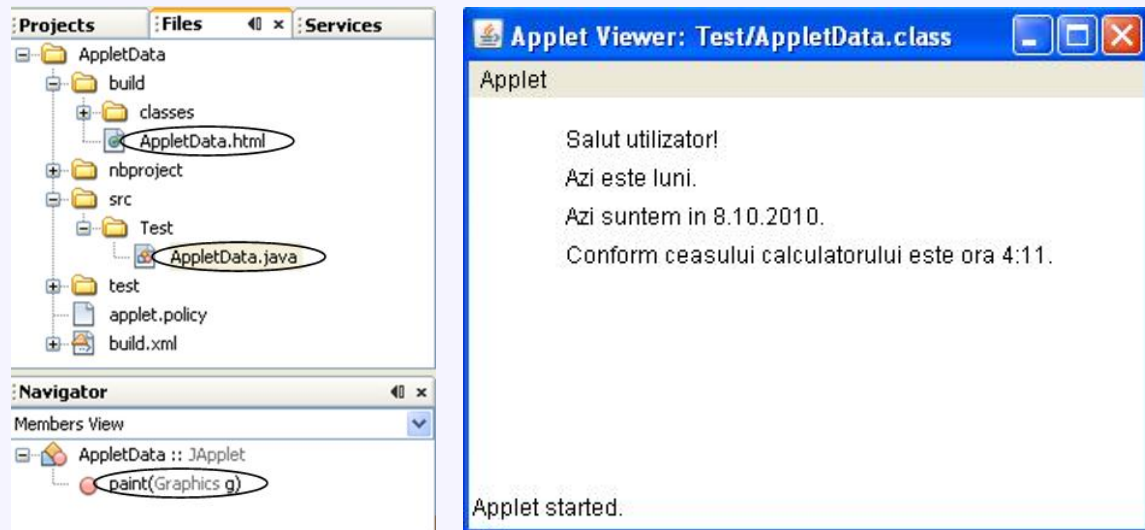 Projects Files Services
AppletData
build
classes
AppletData.html
nbproject
src
Test
AppletData.java
test
applet.policy
build.xml
Navigator
Members View
AppletData :: JApplet
paint(Graphics g)
Applet Viewer: Test/AppletData.class
Applet
Salut utilizator!
Azi este luni.
Azi suntem in 8.10.2010.
Conform ceasului calculatorului este ora 4:11.
Applet started.